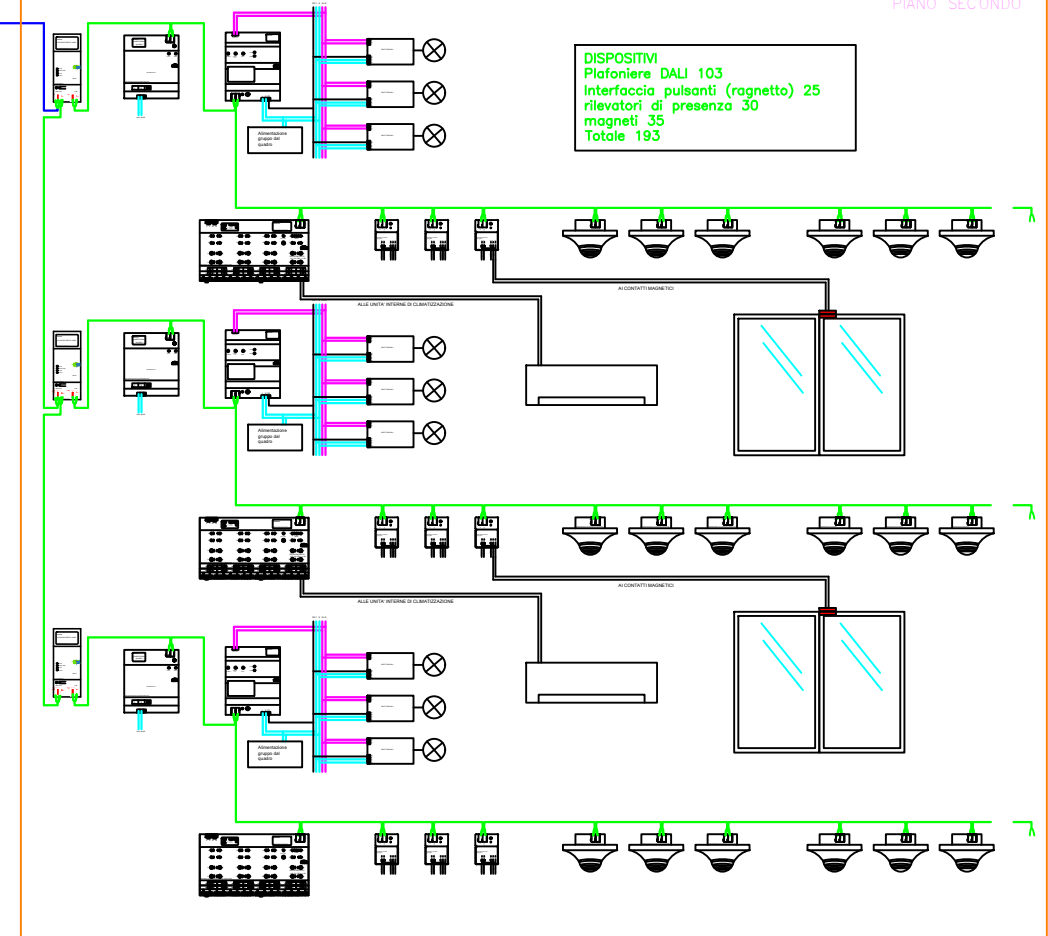 PIANO SECONDO
DISPOSITIVI
Plafoniere DALI 103
Interfaccia pulsanti (ragnetto) 25
rilevatori di presenza 30
magneti 35
Totale 193
Alimentazione
gruppo dal
quadro
AI CONTATTI MAGNETICI
ALLE UNITA' INTERNE DI CLIMATIZZAZIONE
Alimentazione
gruppo dal
quadro
AI CONTATTI MAGNETICI
ALLE UNITA' INTERNE DI CLIMATIZZAZIONE
Alimentazione
gruppo dal
quadro